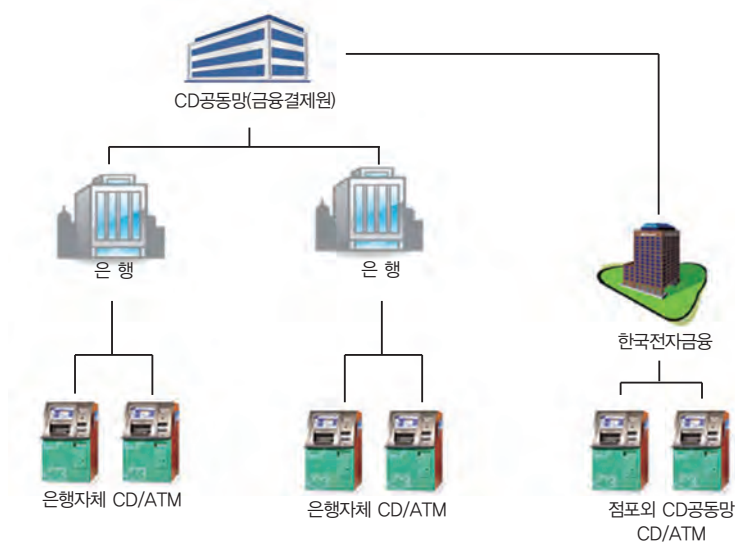 CD공동망(금융결제원)
은 행
은 행
한국전자금융
은행자체 CD/ATM
은행자체 CD/ATM
점포외 CD공동망
CD/ATM